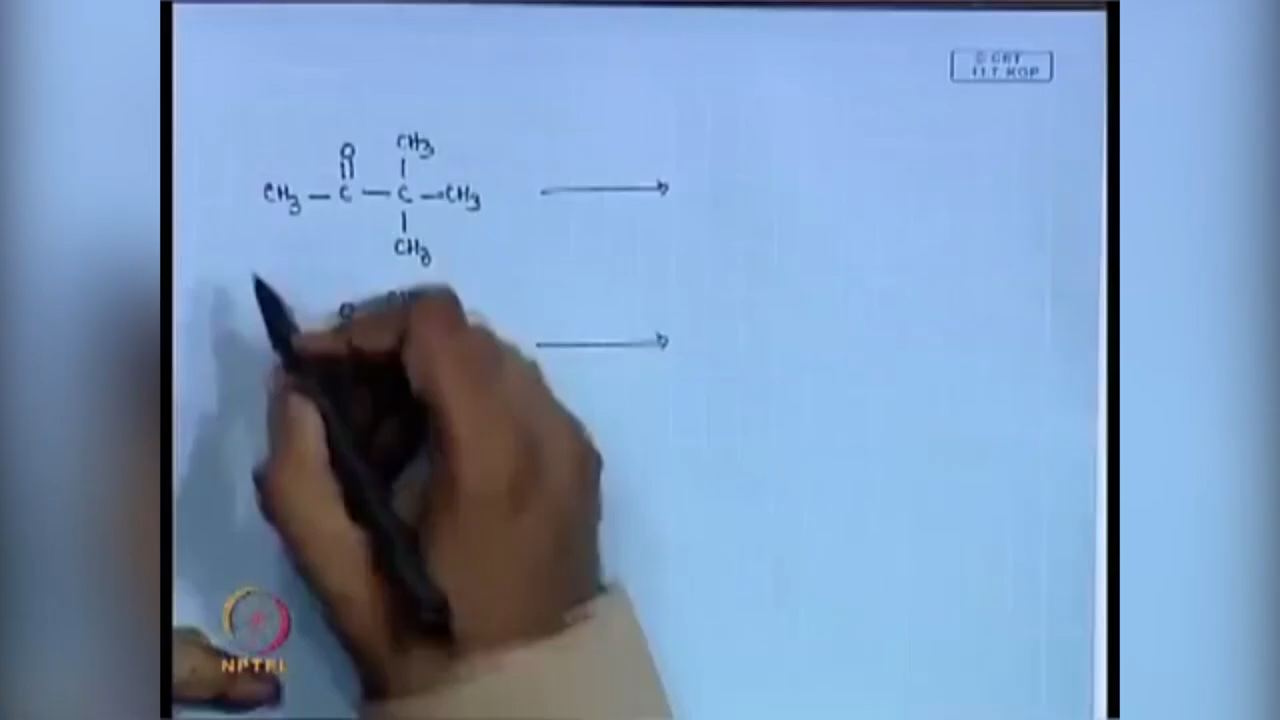 © CET
I.I.T. KGP
O CH3
CH3 — C — C — CH3
CH3
O
NPTEL